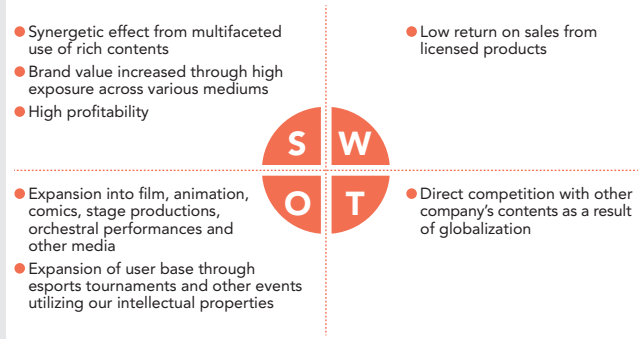 ● Synergetic effect from multifaceted
use of rich contents
● Brand value increased through high
exposure across various mediums
● High profitability
● Low return on sales from
licensed products
S W
O T
● Expansion into film, animation,
comics, stage productions,
orchestral performances and
other media
● Expansion of user base through
esports tournaments and other events
utilizing our intellectual properties
● Direct competition with other
company's contents as a result
of globalization